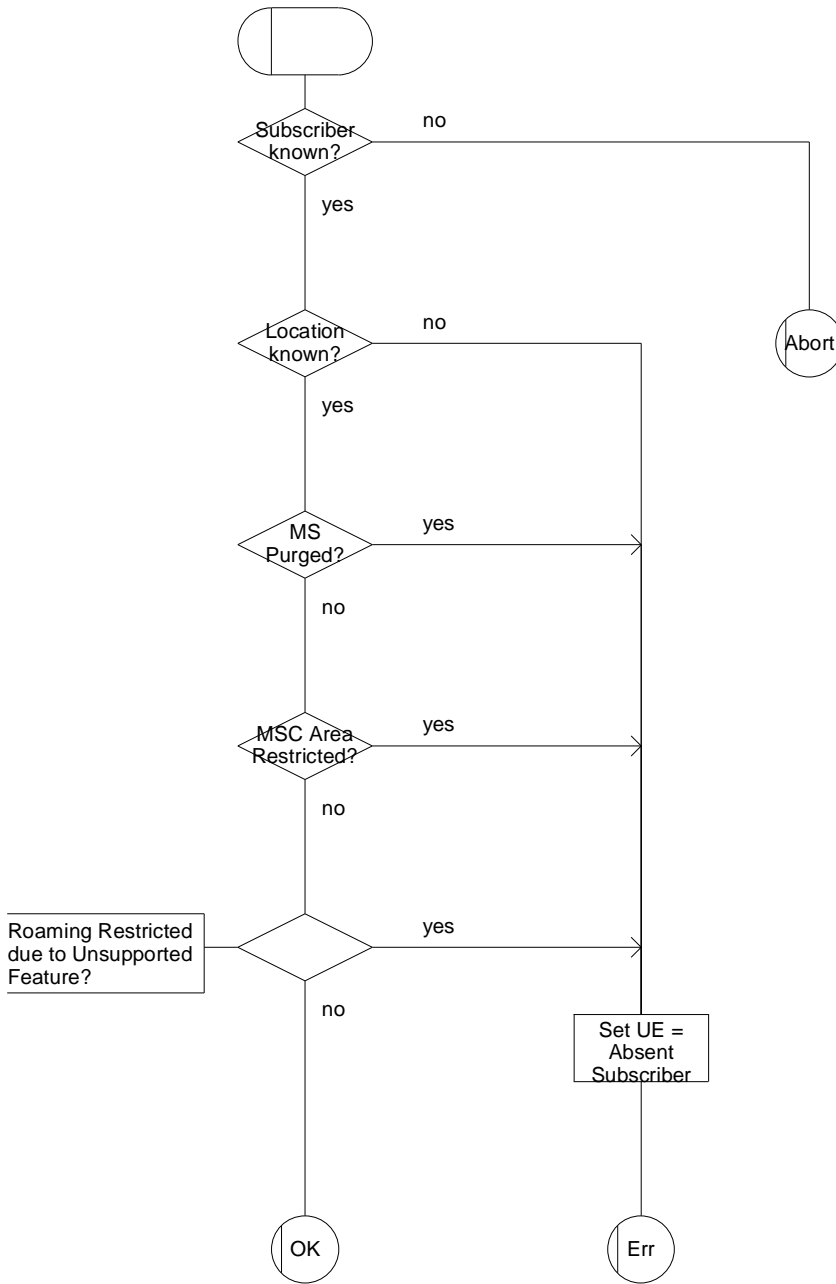 Subscriber
known?
no
yes
Location
known?
no
Abort
yes
MS
Purged?
yes
no
MSC Area
Restricted?
yes
no
Roaming Restricted
due to Unsupported
Feature?
yes
no
Set UE =
Absent
Subscriber
OK
Err